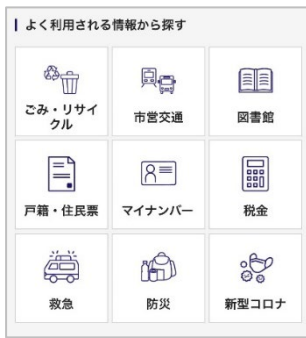 よく利用される情報から探す
ごみ・リサイ
クル
市営交通
図書館
戸籍・住民票
マイナンバー
税金
救急
防災
新型コロナ